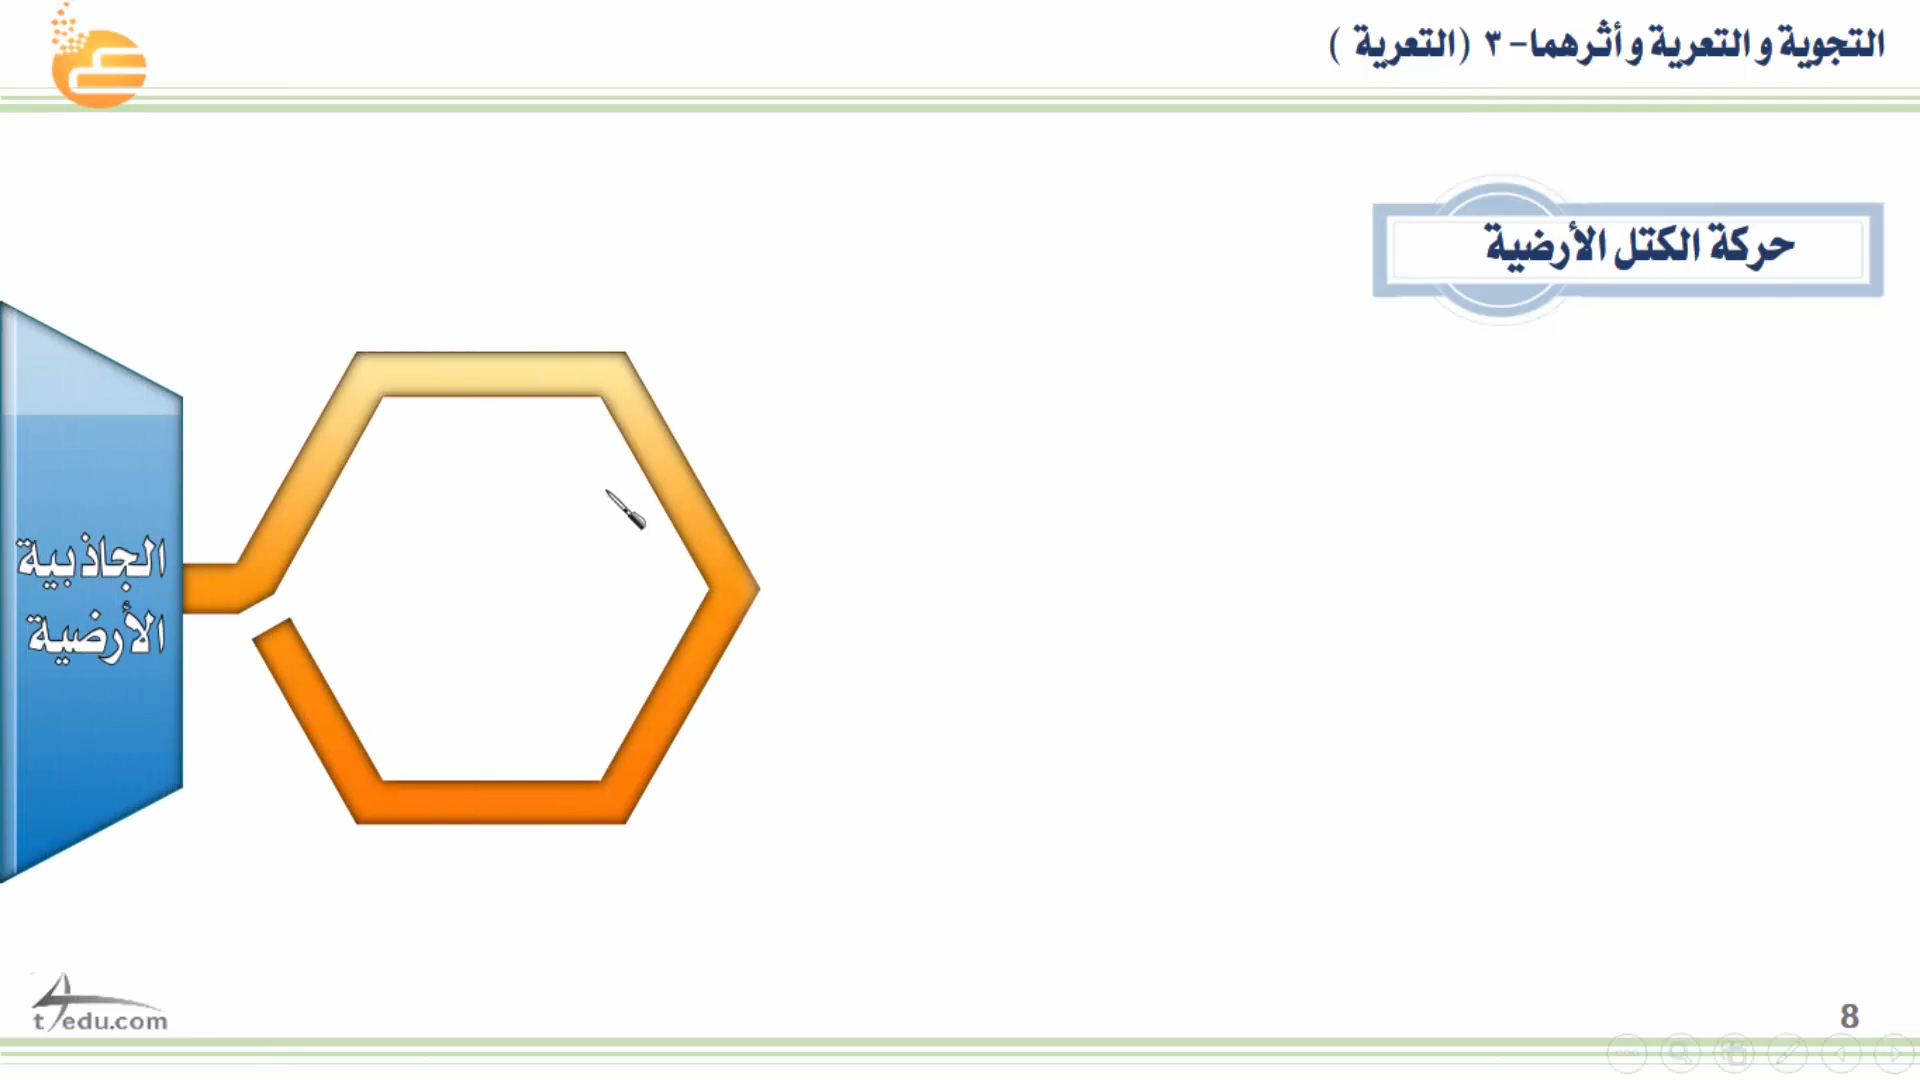 التجوية و التعرية و أثرهما- ٣ (التعرية )
حركة الكتل الأرضية
الجاذبية
الأرضية
t4edu.com
8